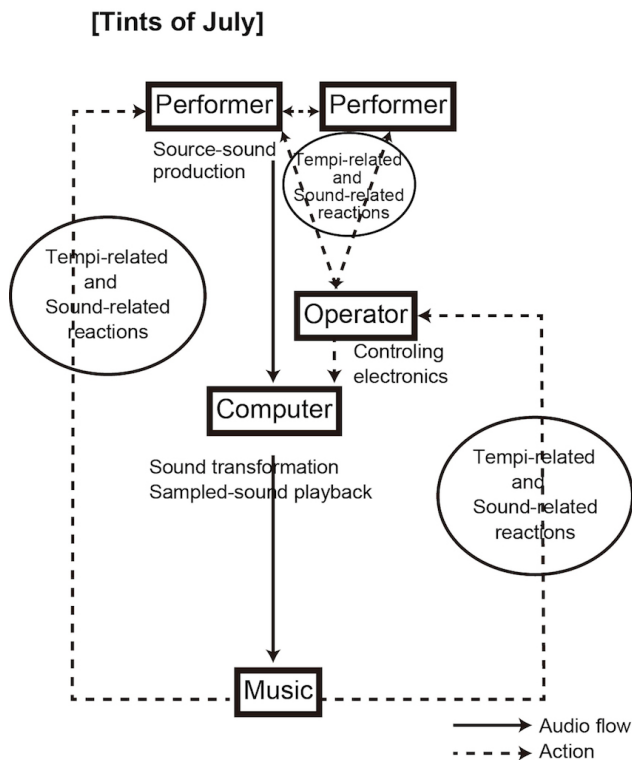 [Tints of July]
Performer
Performer
Source-sound
production
Tempi-related
and
Sound-related
reactions
Tempi-related
and
Sound-related
reactions
Operator
Controling
electronics
Computer
Sound transformation
Sampled-sound playback
Tempi-related
and
Sound-related
reactions
Music
Audio flow
Action